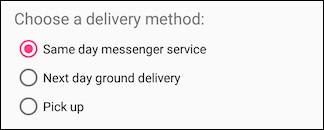 Choose a delivery method:
Same day messenger service
Next day ground delivery
Pick up